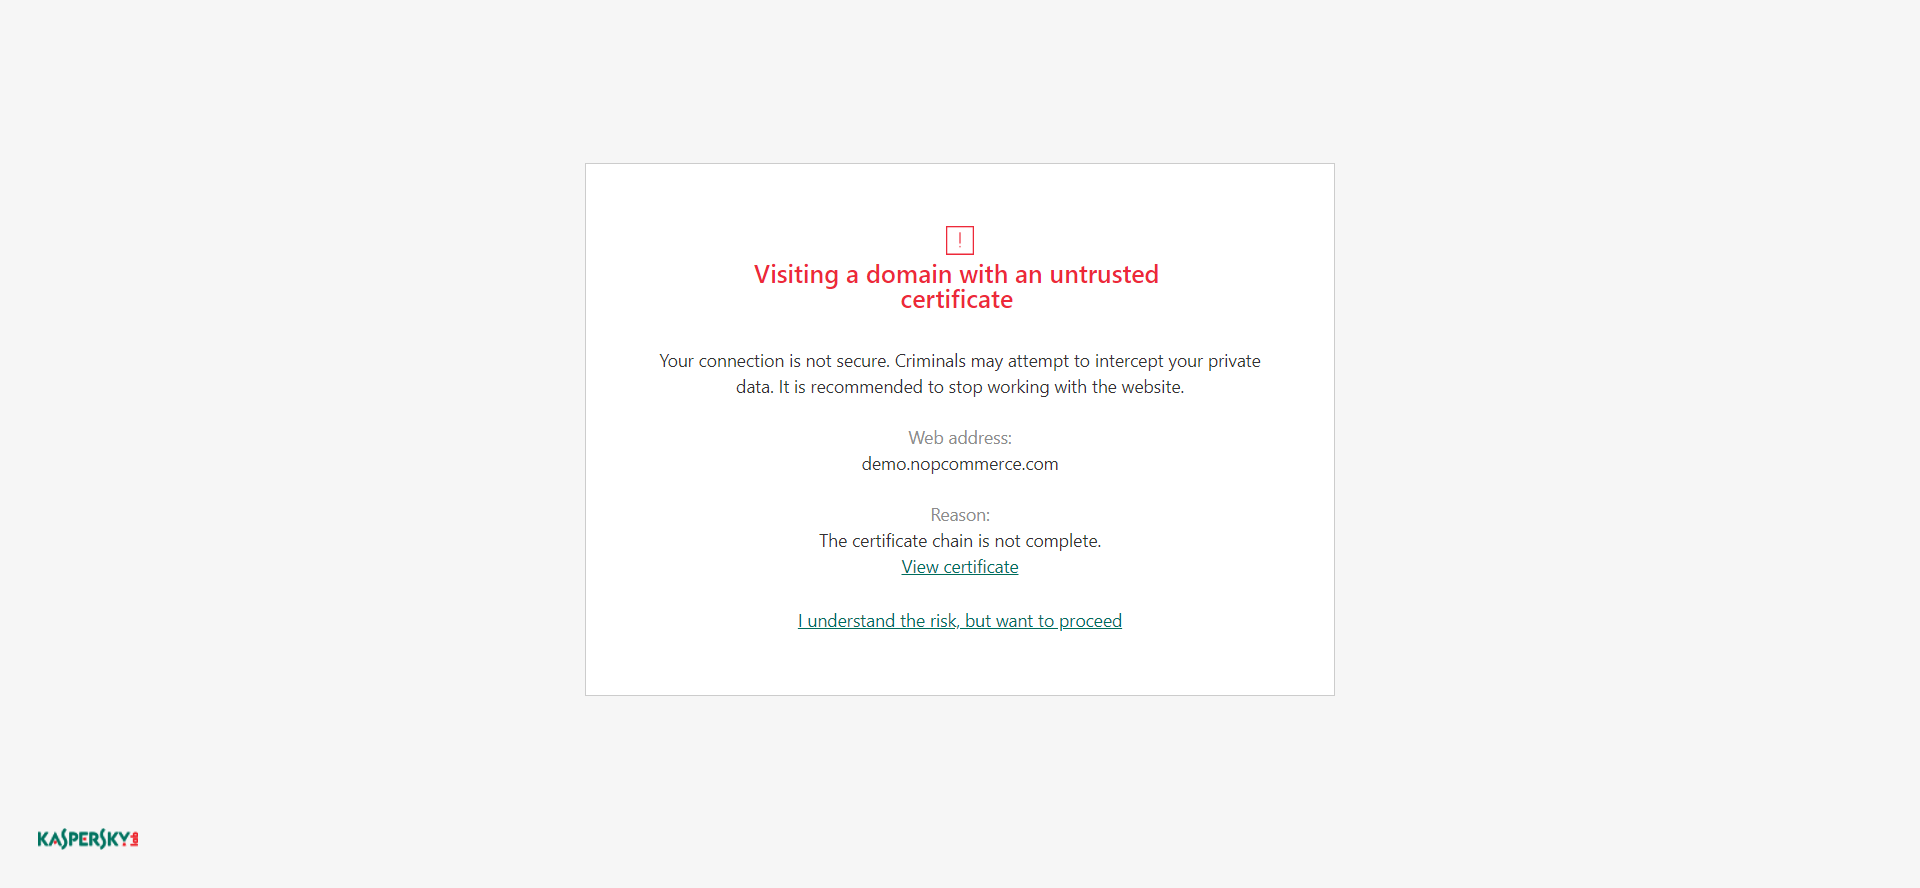 !
Visiting a domain with an untrusted
certificate
Your connection is not secure. Criminals may attempt to intercept your private
data. It is recommended to stop working with the website.
Web address:
demo.nopcommerce.com
Reason:
The certificate chain is not complete.
View certificate
I understand the risk, but want to proceed
KASPERSKY lab